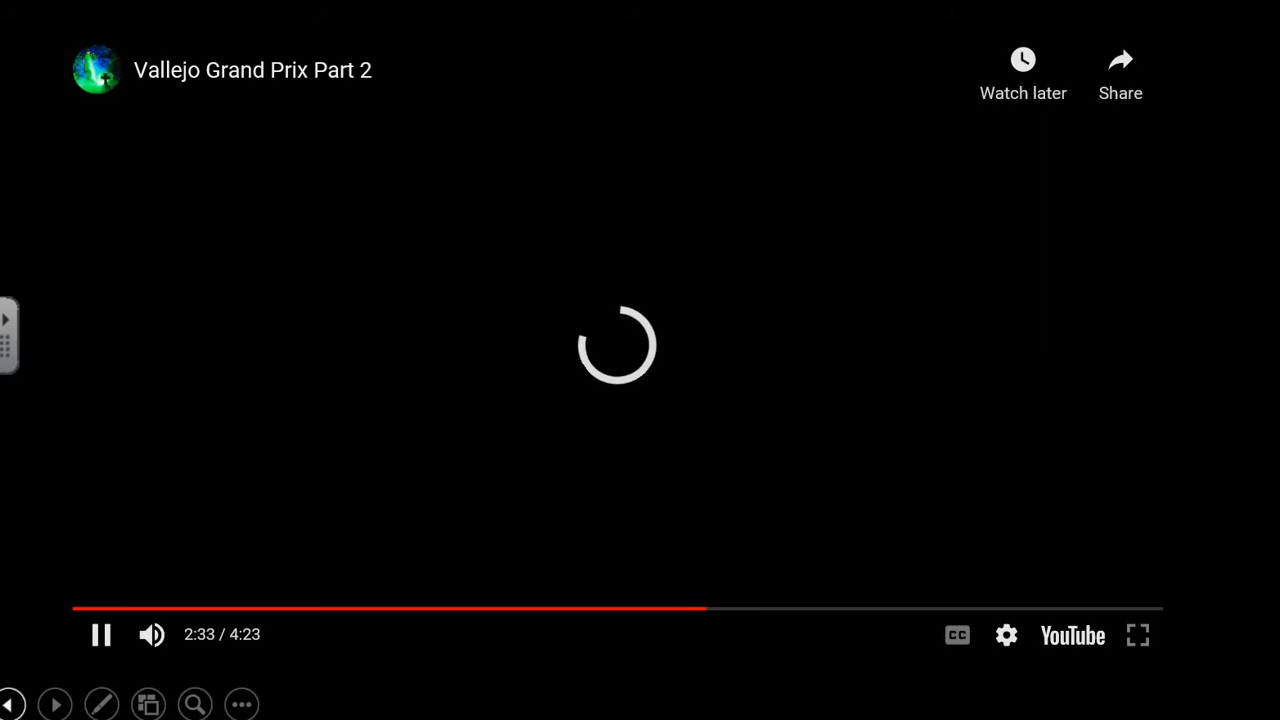 Vallejo Grand Prix Part 2
Watch later
Share
2:33 / 4:23
CC
YouTube